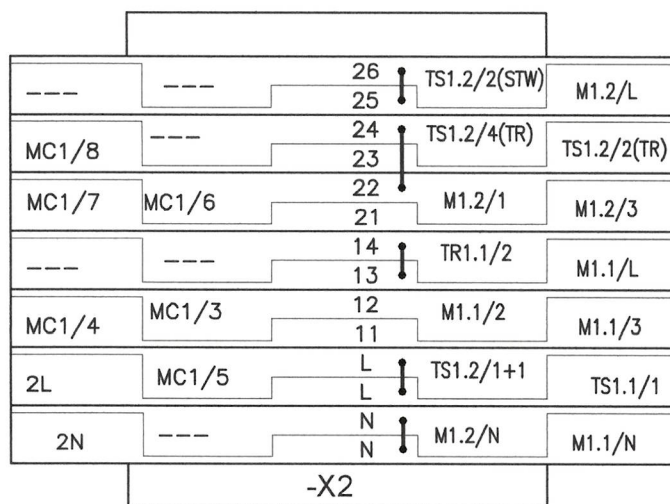 26 TS1.2/2(STW)
--- --- 25 M1.2/L
24 TS1.2/4(TR)
MC1/8 --- 23 TS1.2/2(TR)
22
MC1/7 MC1/6 21 M1.2/1 M1.2/3
14 TR1.1/2
--- --- 13 M1.1/L
MC1/3 12 M1.1/2
MC1/4 11 M1.1/3
L TS1.2/1+1
2L MC1/5 L TS1.1/1
N
2N --- N M1.2/N M1.1/N
-X2